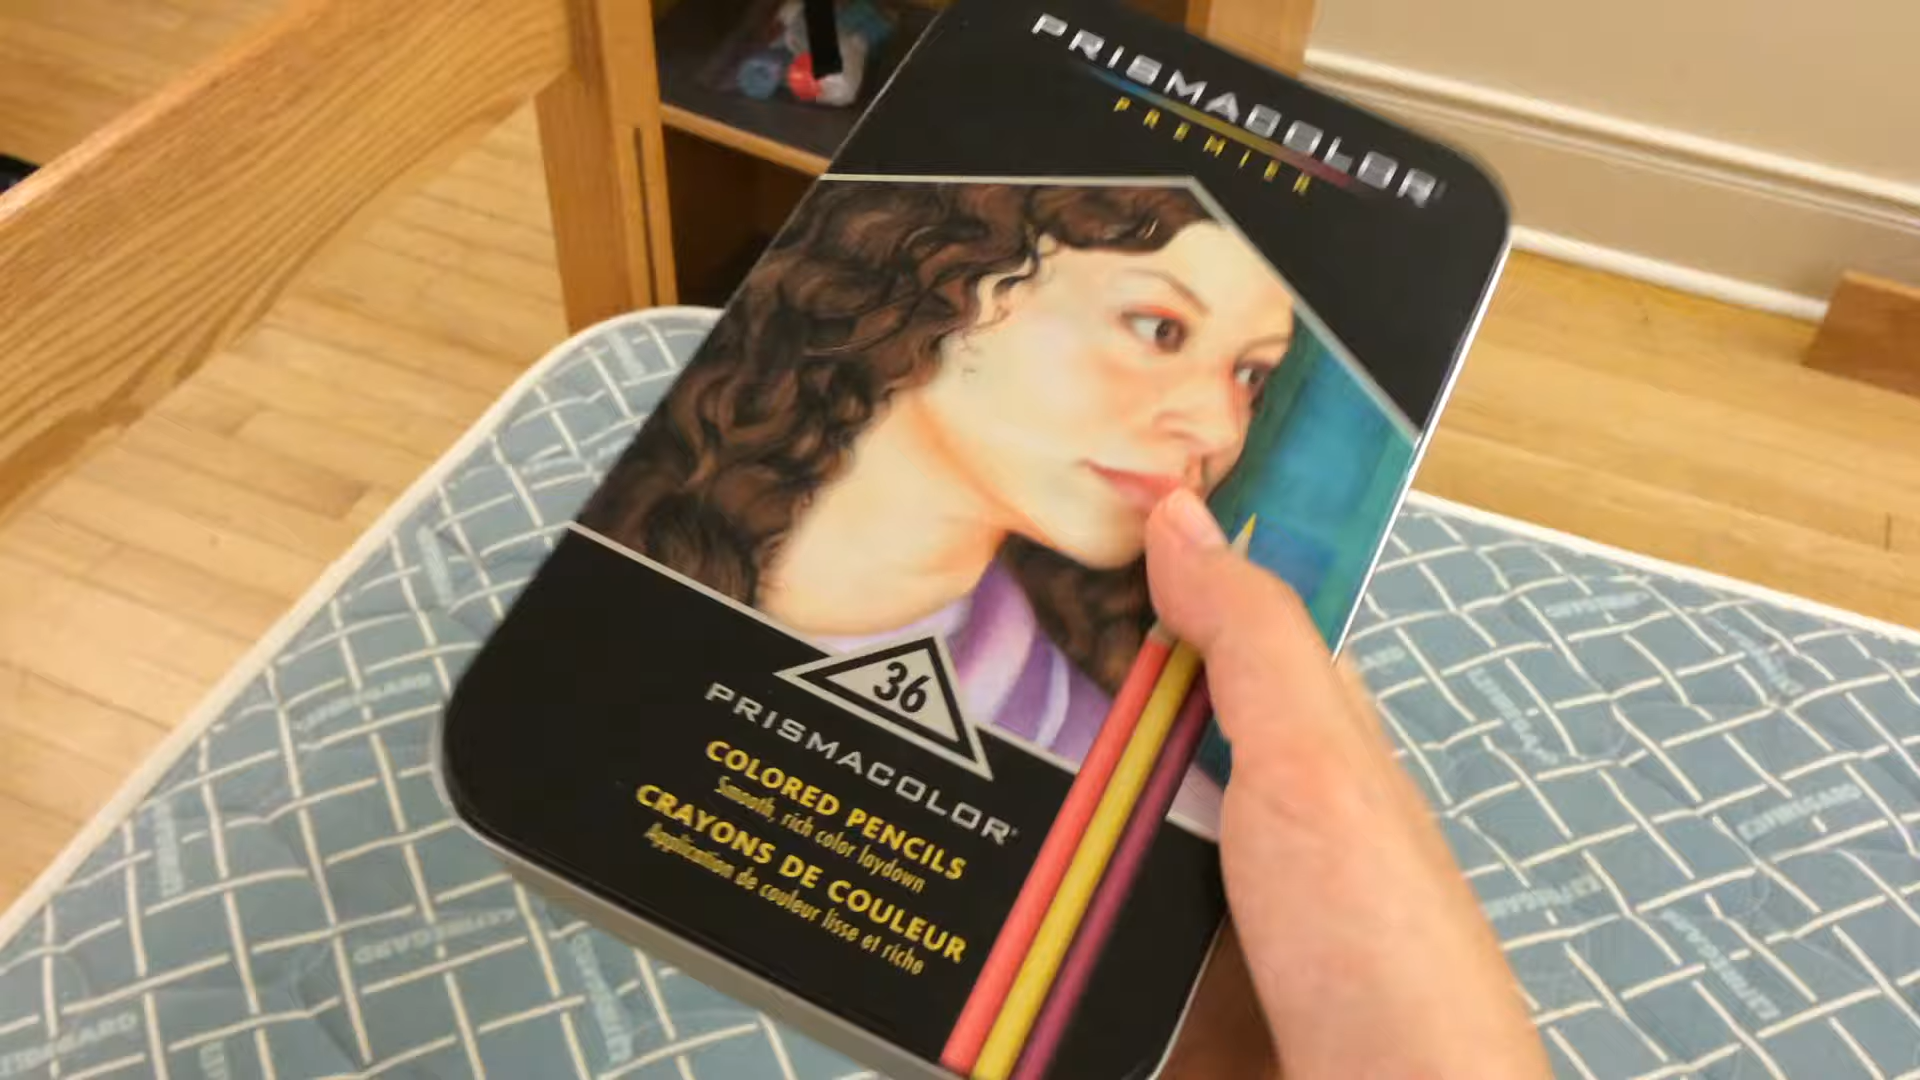 PRISMACOLOR
PREMIER
36
PRISMACOLOR
COLORED PENCILS
Smooth, rich color laydown
CRAYONS DE COULEUR
Application de couleur lisse et riche